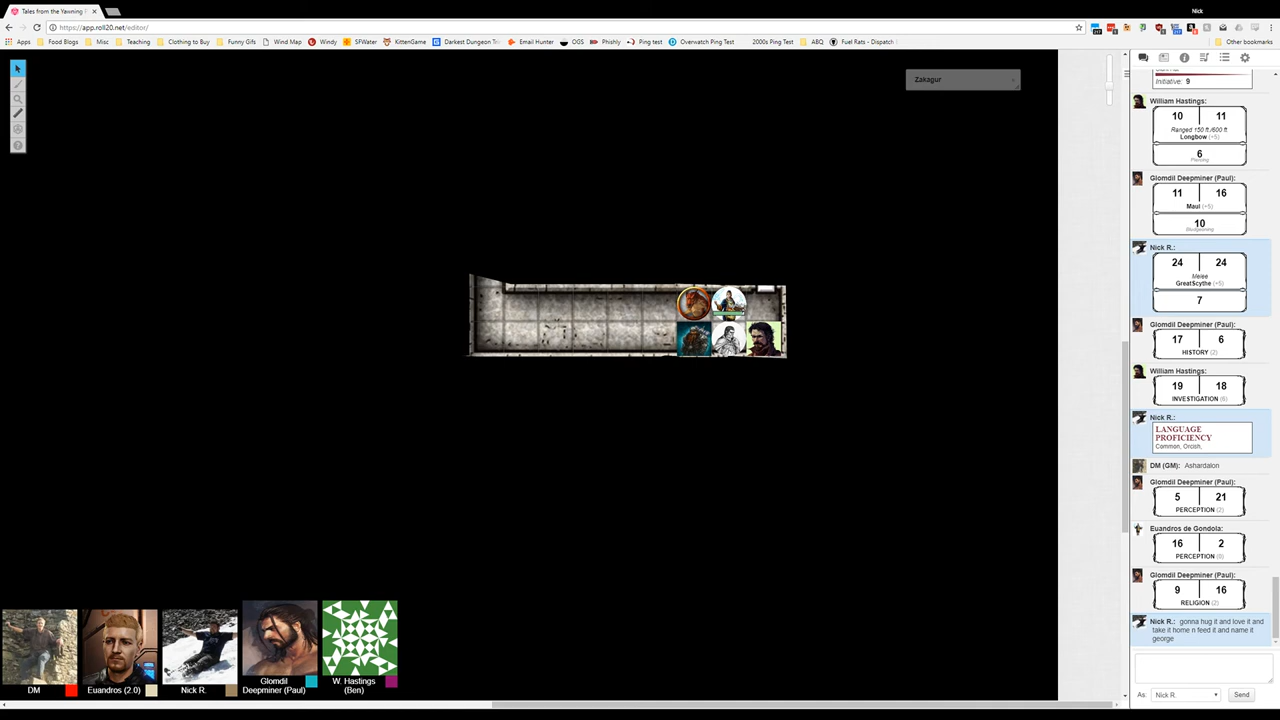 Tales from the Yawning P
Nick
https://app.roll20.net/editor/
Apps Food Blogs Misc Teaching Clothing to Buy Funny Gifs Wind Map Windy SFWater KittenGame Darkest Dungeon Email Hunter OGS Phishly Ping test Overwatch Ping Test 2000s Ping Test ABQ Fuel Rats - Dispatch Other bookmarks
Zakagur
Initiative: 9
William Hastings:
10 11
Ranged 150 ft./600 ft
Longbow (+5)
6
Piercing
Glomdil Deepminer (Paul):
11 16
Maul (+5)
10
Bludgeoning
Nick R.:
24 24
Melee
GreatScythe (+5)
7
Glomdil Deepminer (Paul):
17 6
HISTORY (2)
William Hastings:
19 18
INVESTIGATION (6)
Nick R.:
LANGUAGE
PROFICIENCY
Common, Orcish,
DM (GM): Ashardalon
Glomdil Deepminer (Paul):
5 21
PERCEPTION (2)
Euandros de Gondola:
16 2
PERCEPTION (0)
Glomdil Deepminer (Paul):
9 16
RELIGION (2)
Nick R.: gonna hug it and love it and
take it home n feed it and name it
george
As: Nick R. Send
DM
Euandros (2.0)
Nick R.
Glomdil
Deepminer (Paul)
W. Hastings
(Ben)